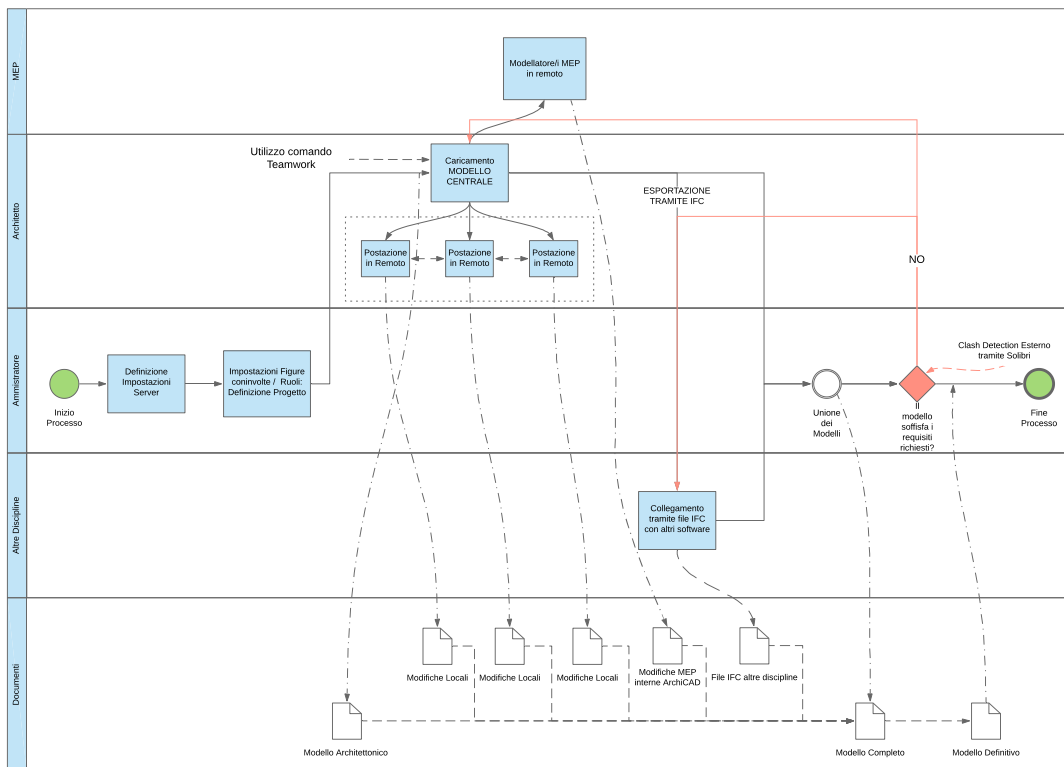 MEP
Modellatore/i MEP
in remoto
Architetto
Utilizzo comando
Teamwork
Caricamento
MODELLO
CENTRALE
ESPORTAZIONE
TRAMITE IFC
Postazione
in Remoto
Postazione
in Remoto
Postazione
in Remoto
NO
Amministratore
Inizio
Processo
Definizione
Impostazioni
Server
Impostazioni Figure
coninvolte / Ruoli:
Definizione Progetto
Unione
dei
Modelli
Clash Detection Esterno
tramite Solibri
Il
modello
soffisfa i
requisiti
richiesti?
Fine
Processo
Altre Discipline
Collegamento
tramite file IFC
con altri software
Documenti
Modifiche Locali
Modifiche Locali
Modifiche Locali
Modifiche MEP
interne ArchiCAD
File IFC altre discipline
Modello Architettonico
Modello Completo
Modello Definitivo